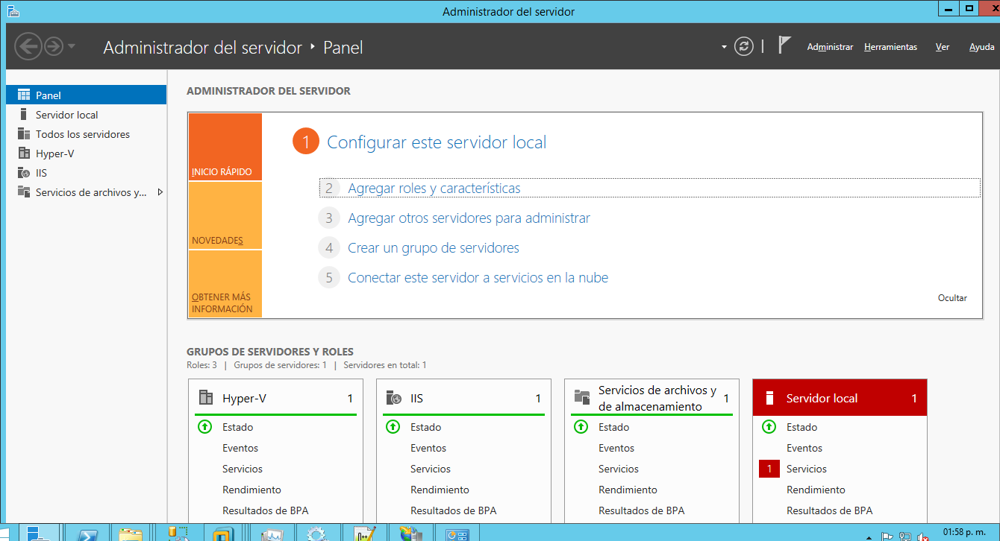 Administrador del servidor
Administrador del servidor ‣ Panel
Administrar Herramientas Ver Ayuda
Panel
Servidor local
Todos los servidores
Hyper-V
IIS
Servicios de archivos y...
ADMINISTRADOR DEL SERVIDOR
INICIO RÁPIDO
NOVEDADES
OBTENER MÁS
INFORMACIÓN
1 Configurar este servidor local
2 Agregar roles y características
3 Agregar otros servidores para administrar
4 Crear un grupo de servidores
5 Conectar este servidor a servicios en la nube
Ocultar
GRUPOS DE SERVIDORES Y ROLES
Roles: 3 | Grupos de servidores: 1 | Servidores en total: 1
Hyper-V 1
Estado
Eventos
Servicios
Rendimiento
Resultados de BPA
IIS 1
Estado
Eventos
Servicios
Rendimiento
Resultados de BPA
Servicios de archivos y
de almacenamiento 1
Estado
Eventos
Servicios
Rendimiento
Resultados de BPA
Servidor local 1
Estado
Eventos
1 Servicios
Rendimiento
Resultados de BPA
01:58 p. m.